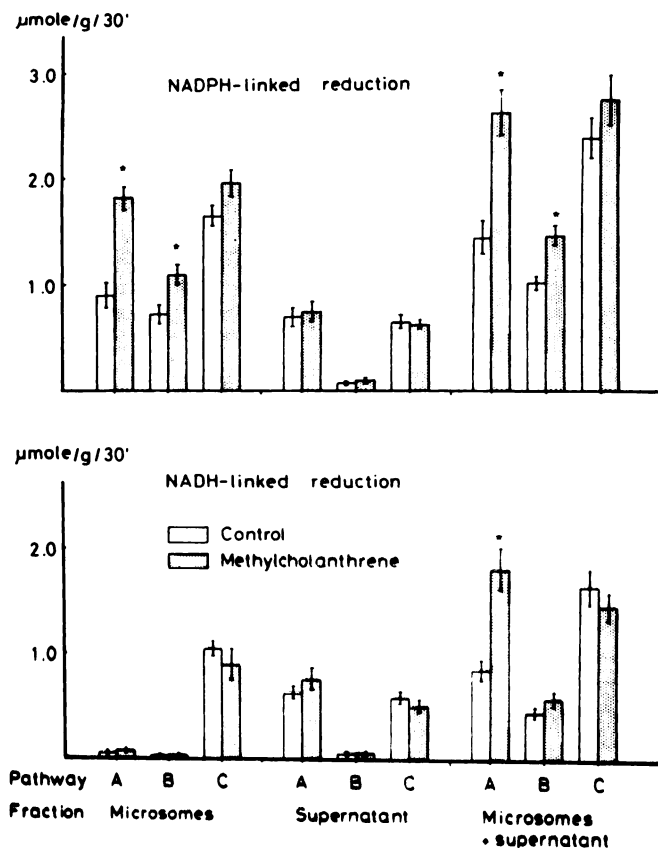 µmole/g/30'
3.0
NADPH-linked reduction
*
*
2.0
*
*
1.0
µmole/g/30'
NADH-linked reduction
Control
Methylcholanthrene
2.0
*
1.0
Pathway A B C A B C A B C
Fraction Microsomes Supernatant Microsomes
+ supernatant